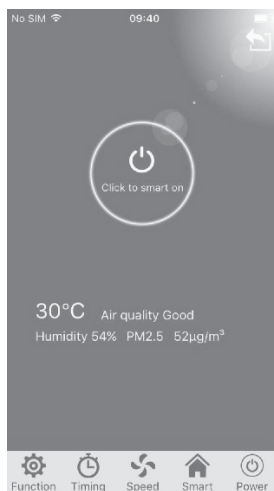 No SIM 09:40
Click to smart on
30°C Air quality Good
Humidity 54% PM2.5 52μg/m³
Function Timing Speed Smart Power